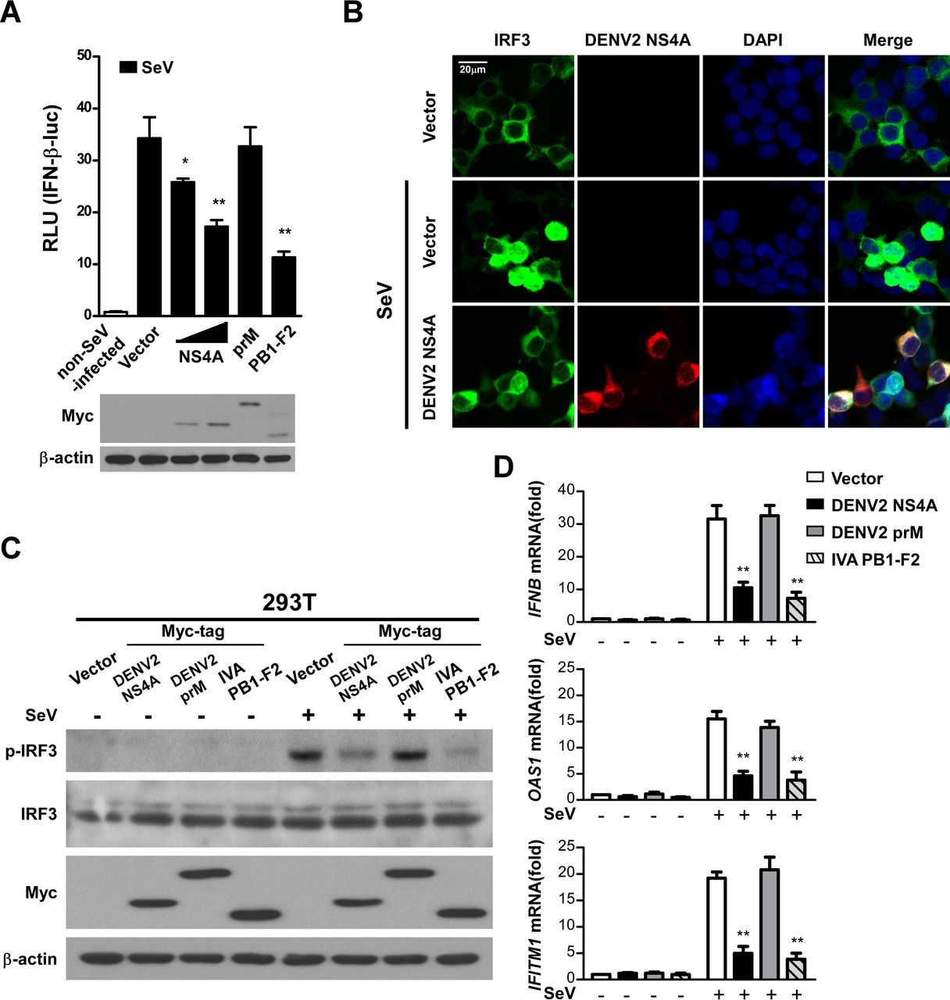 A
50
40
30
20
10
0
RLU (IFN-β-luc)
SeV
*
**
**
non-SeV
-infected
Vector
NS4A
prM
PB1-F2
Myc
β-actin
B
IRF3
DENV2 NS4A
DAPI
Merge
20μm
Vector
SeV
Vector
DENV2 NS4A
C
293T
Myc-tag
Myc-tag
Vector
DENV2
NS4A
DENV2
prM
IVA
PB1-F2
Vector
DENV2
NS4A
DENV2
prM
IVA
PB1-F2
SeV - - - - + + + +
p-IRF3
IRF3
Myc
β-actin
D
Vector
DENV2 NS4A
DENV2 prM
IVA PB1-F2
IFNB mRNA(fold)
40
30
20
10
0
**
**
SeV - - - - + + + +
OAS1 mRNA(fold)
25
20
15
10
5
0
**
**
SeV - - - - + + + +
IFITM1 mRNA(fold)
25
20
15
10
5
0
**
**
SeV - - - - + + + +